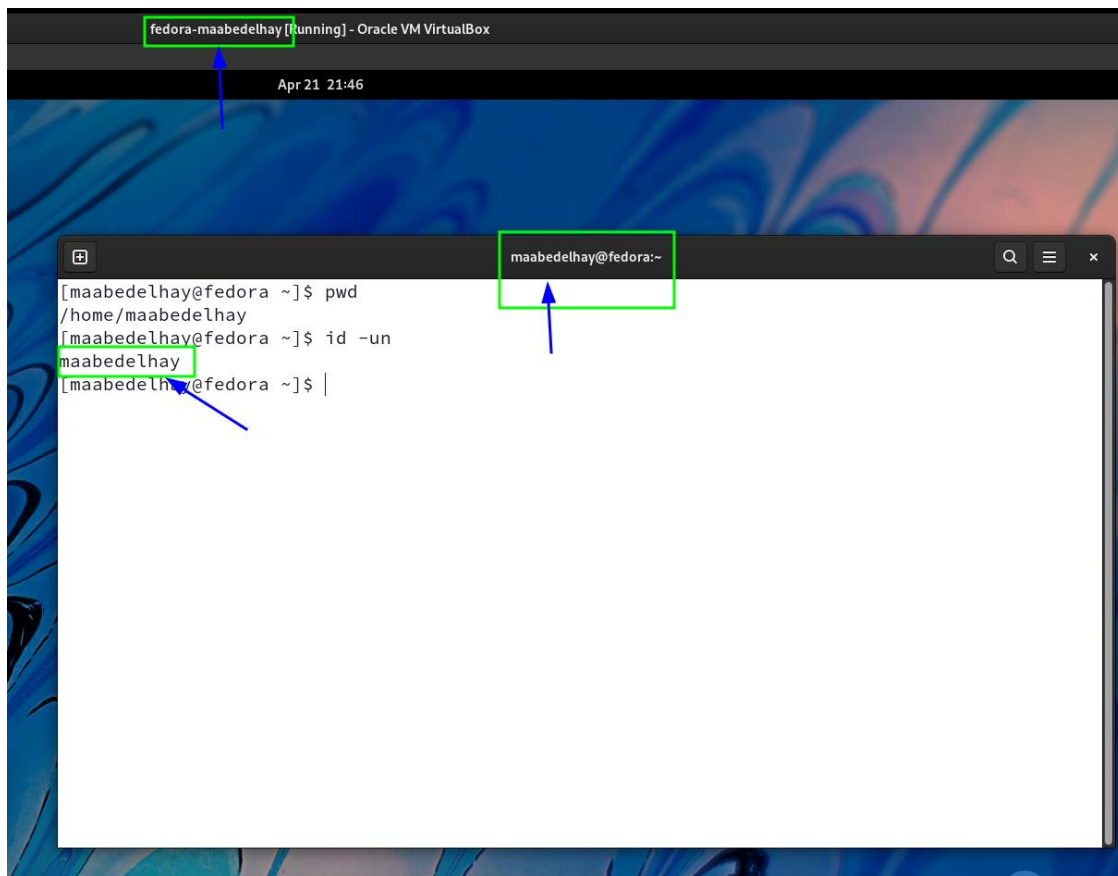 fedora-maabedelhay [Running] - Oracle VM VirtualBox
Apr 21 21:46
maabedelhay@fedora:~
[maabedelhay@fedora ~]$ pwd
/home/maabedelhay
[maabedelhay@fedora ~]$ id -un
maabedelhay
[maabedelhay@fedora ~]$